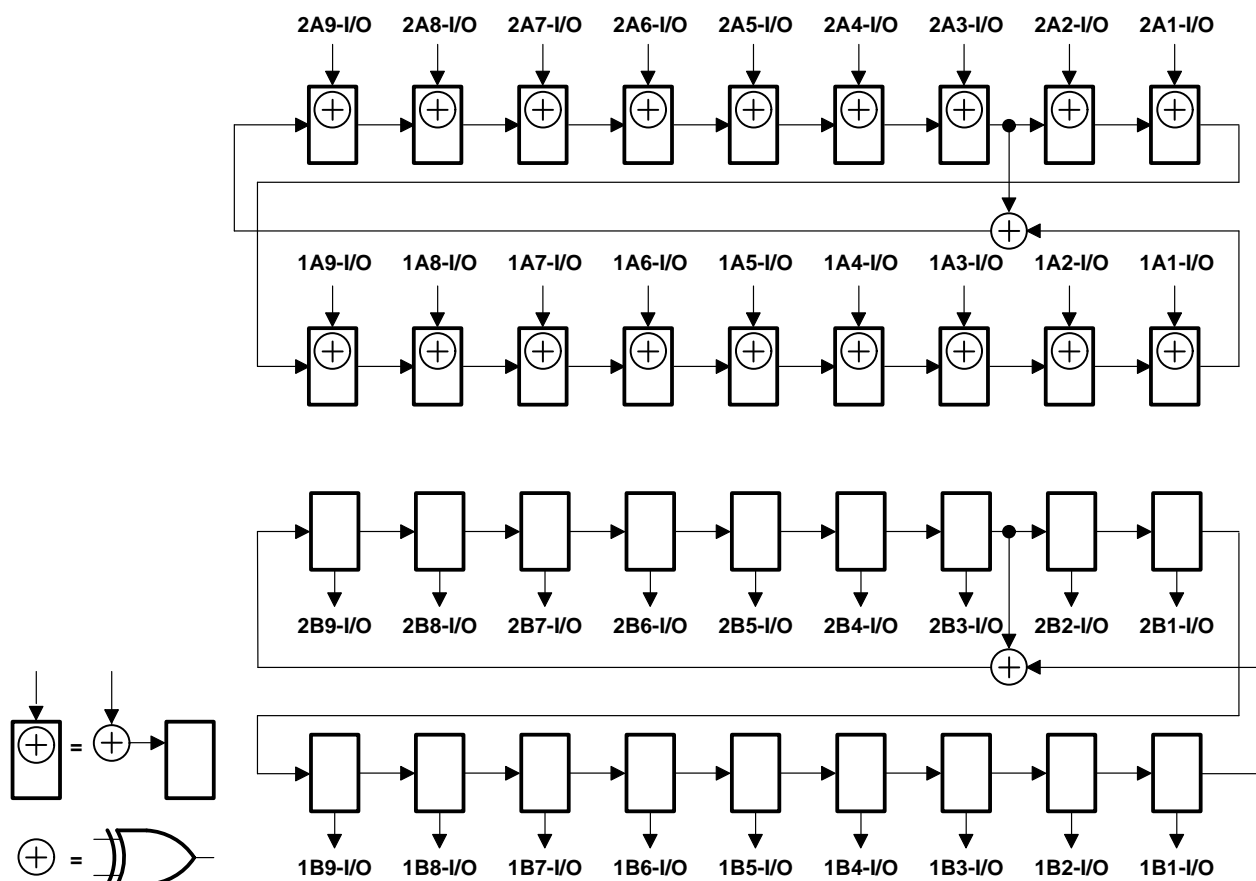 2A9-I/O 2A8-I/O 2A7-I/O 2A6-I/O 2A5-I/O 2A4-I/O 2A3-I/O 2A2-I/O 2A1-I/O
1A9-I/O 1A8-I/O 1A7-I/O 1A6-I/O 1A5-I/O 1A4-I/O 1A3-I/O 1A2-I/O 1A1-I/O
2B9-I/O 2B8-I/O 2B7-I/O 2B6-I/O 2B5-I/O 2B4-I/O 2B3-I/O 2B2-I/O 2B1-I/O
=
=
1B9-I/O 1B8-I/O 1B7-I/O 1B6-I/O 1B5-I/O 1B4-I/O 1B3-I/O 1B2-I/O 1B1-I/O